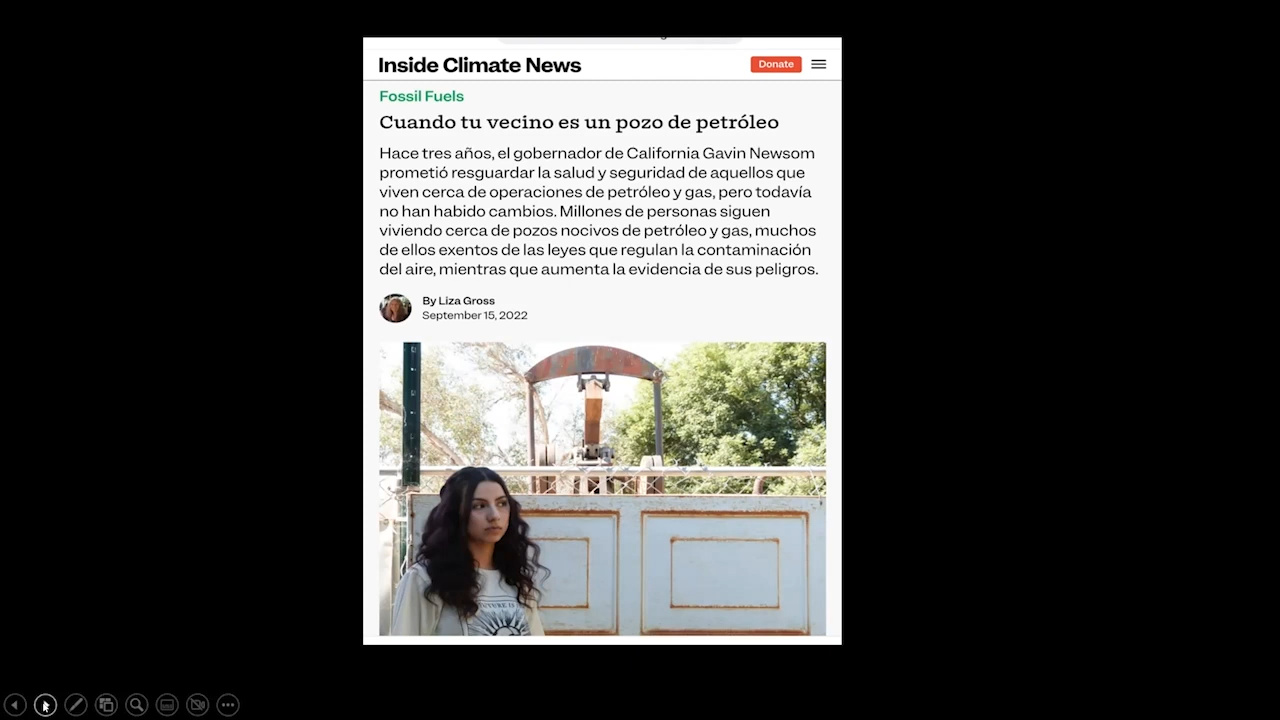 Inside Climate News
Donate
Fossil Fuels
Cuando tu vecino es un pozo de petróleo
Hace tres años, el gobernador de California Gavin Newsom
prometió resguardar la salud y seguridad de aquellos que
viven cerca de operaciones de petróleo y gas, pero todavía
no han habido cambios. Millones de personas siguen
viviendo cerca de pozos nocivos de petróleo y gas, muchos
de ellos exentos de las leyes que regulan la contaminación
del aire, mientras que aumenta la evidencia de sus peligros.
By Liza Gross
September 15, 2022